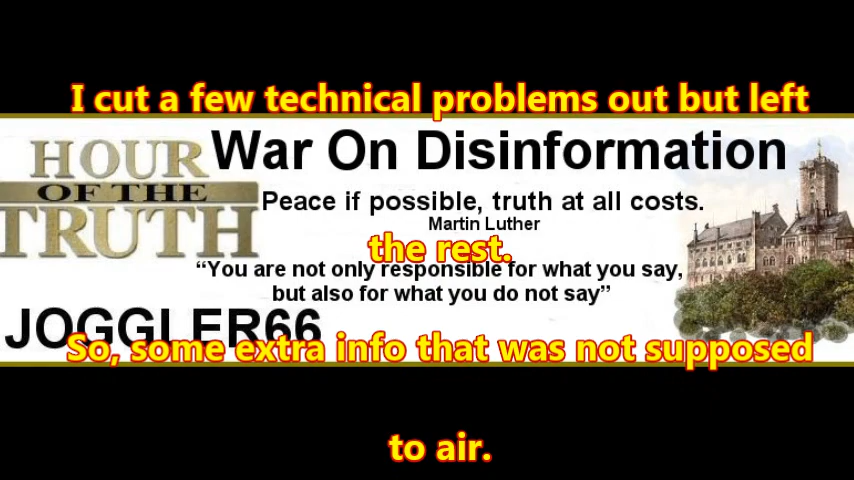 I cut a few technical problems out but left
HOUR
OF THE
TRUTH
War On Disinformation
Peace if possible, truth at all costs.
Martin Luther
the rest.
“You are not only responsible for what you say,
but also for what you do not say”
JOGGLER66
So, some extra info that was not supposed
to air.